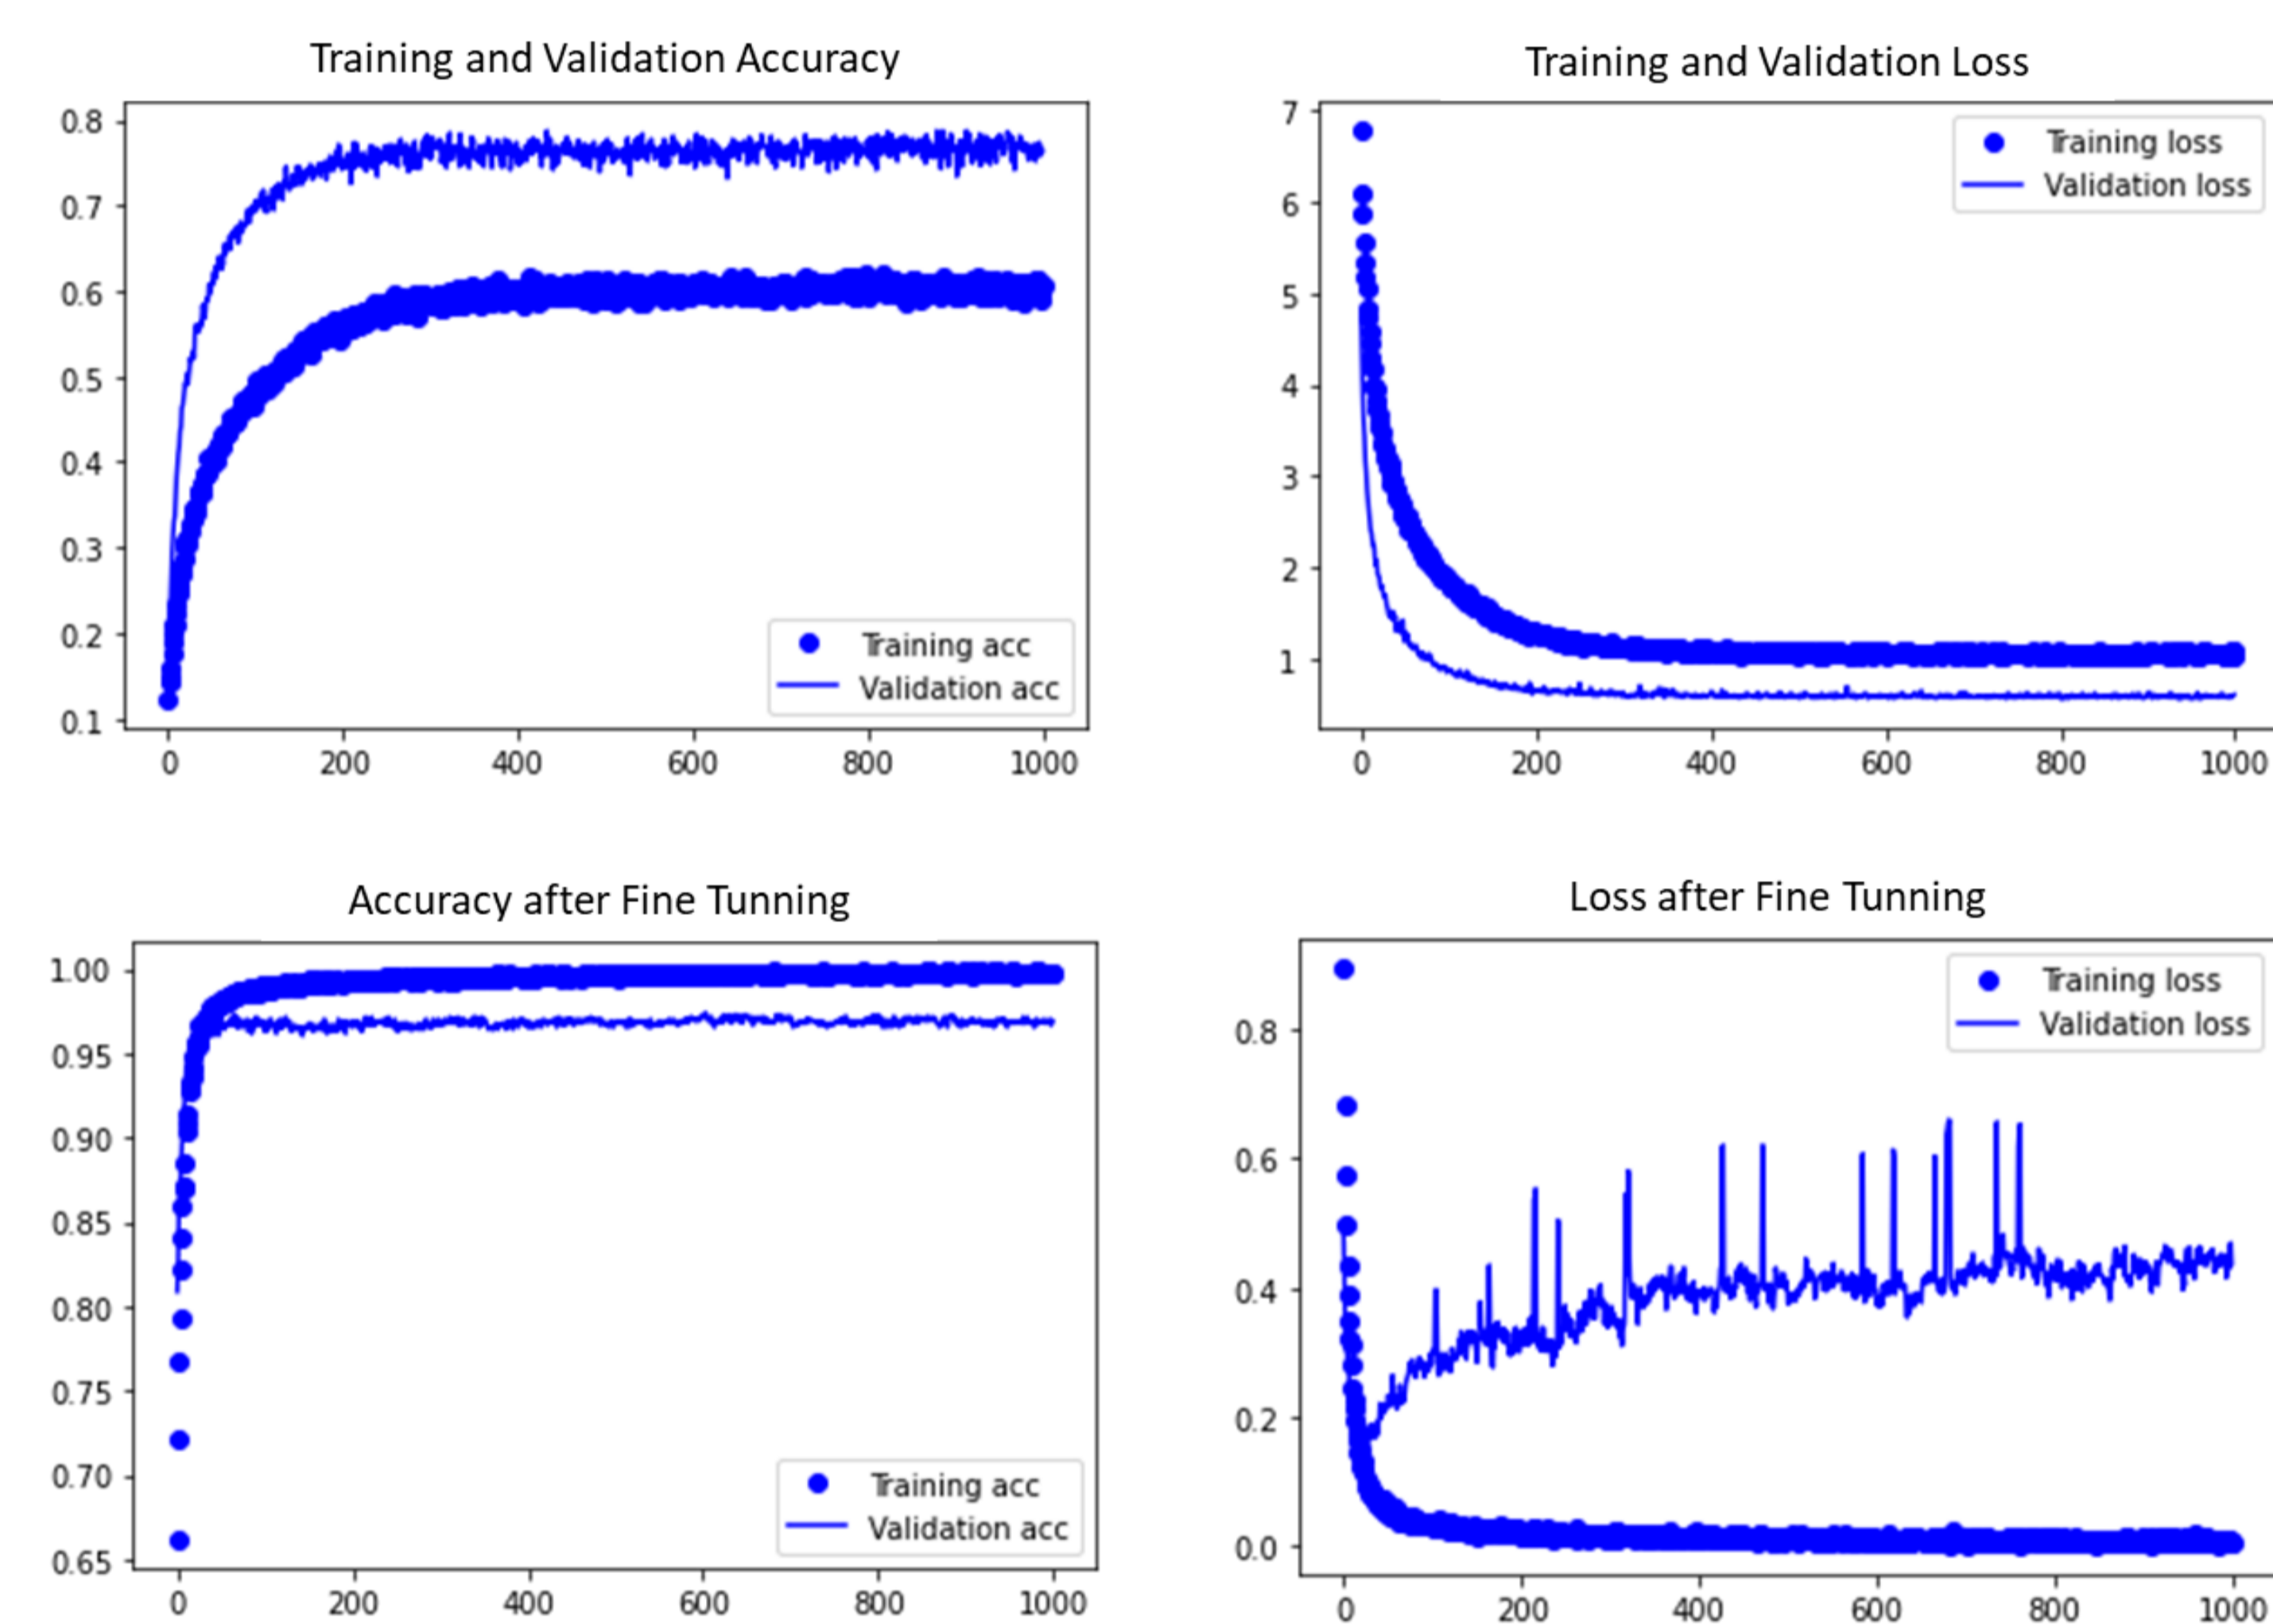 Training and Validation Accuracy
0.8
0.7
0.6
0.5
0.4
0.3
0.2
0.1
Training acc
Validation acc
0 200 400 600 800 1000
Training and Validation Loss
7
6
5
4
3
2
1
Training loss
Validation loss
0 200 400 600 800 1000
Accuracy after Fine Tunning
1.00
0.95
0.90
0.85
0.80
0.75
0.70
0.65
Training acc
Validation acc
0 200 400 600 800 1000
Loss after Fine Tunning
Training loss
Validation loss
0.8
0.6
0.4
0.2
0.0
0 200 400 600 800 1000